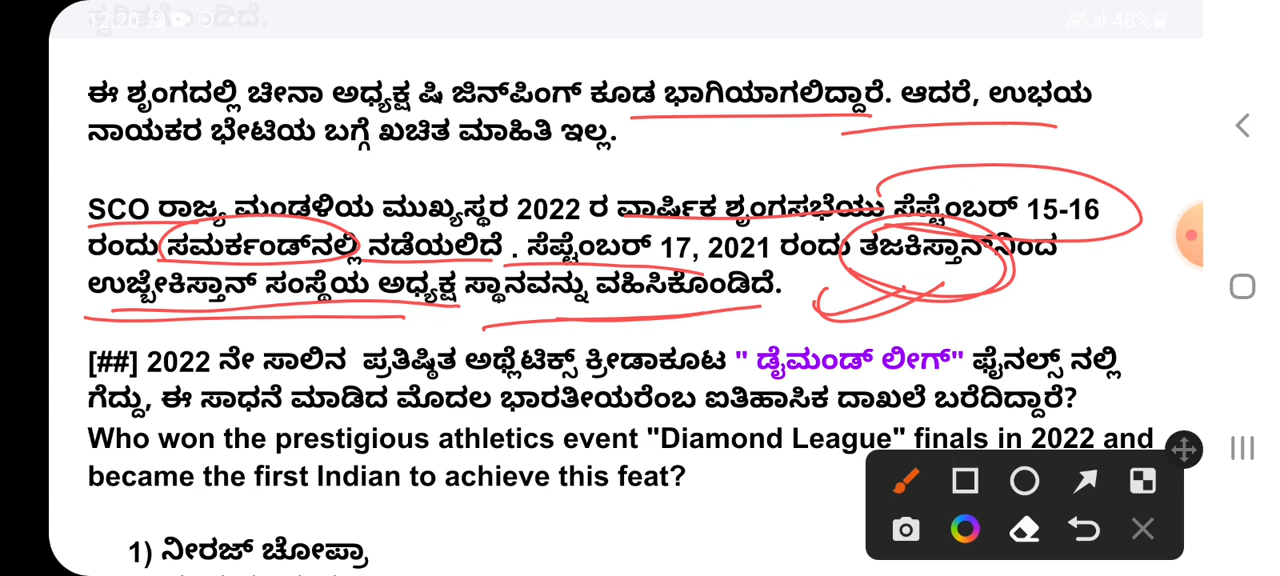 12:20
48%
ಈ ಶೃಂಗದಲ್ಲಿ ಚೀನಾ ಅಧ್ಯಕ್ಷ ಷಿ ಜಿನ್‌ಪಿಂಗ್ ಕೂಡ ಭಾಗಿಯಾಗಲಿದ್ದಾರೆ. ಆದರೆ, ಉಭಯ
ನಾಯಕರ ಭೇಟಿಯ ಬಗ್ಗೆ ಖಚಿತ ಮಾಹಿತಿ ಇಲ್ಲ.
SCO ರಾಜ್ಯ ಮಂಡಳಿಯ ಮುಖ್ಯಸ್ಥರ 2022 ರ ವಾರ್ಷಿಕ ಶೃಂಗಸಭೆಯು ಸೆಪ್ಟೆಂಬರ್ 15-16
ರಂದು ಸಮರ್ಕಂಡ್‌ನಲ್ಲಿ ನಡೆಯಲಿದೆ . ಸೆಪ್ಟೆಂಬರ್ 17, 2021 ರಂದು ತಜಕಿಸ್ತಾನ್‌ನಿಂದ
ಉಜ್ಬೇಕಿಸ್ತಾನ್ ಸಂಸ್ಥೆಯ ಅಧ್ಯಕ್ಷ ಸ್ಥಾನವನ್ನು ವಹಿಸಿಕೊಂಡಿದೆ.
[##] 2022 ನೇ ಸಾಲಿನ ಪ್ರತಿಷ್ಠಿತ ಅಥ್ಲೆಟಿಕ್ಸ್ ಕ್ರೀಡಾಕೂಟ " ಡೈಮಂಡ್ ಲೀಗ್" ಫೈನಲ್ಸ್ ನಲ್ಲಿ
ಗೆದ್ದು, ಈ ಸಾಧನೆ ಮಾಡಿದ ಮೊದಲ ಭಾರತೀಯರೆಂಬ ಐತಿಹಾಸಿಕ ದಾಖಲೆ ಬರೆದಿದ್ದಾರೆ?
Who won the prestigious athletics event "Diamond League" finals in 2022 and
became the first Indian to achieve this feat?
1) ನೀರಜ್ ಚೋಪ್ರಾ